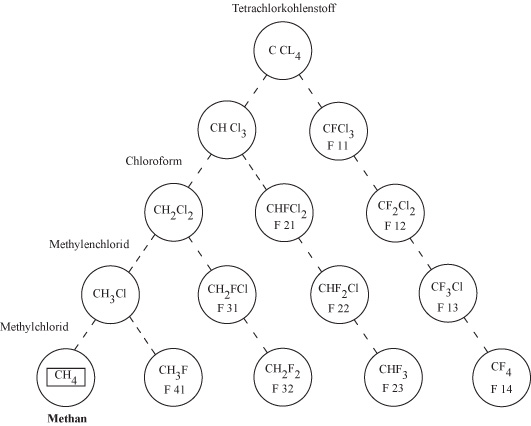 Tetrachlorkohlenstoff
C CL4
CH Cl3
CFCl3
F 11
Chloroform
CH2Cl2
CHFCl2
F 21
CF2Cl2
F 12
Methylenchlorid
CH3Cl
CH2FCl
F 31
CHF2Cl
F 22
CF3Cl
F 13
Methylchlorid
CH4
CH3F
F 41
CH2F2
F 32
CHF3
F 23
CF4
F 14
Methan